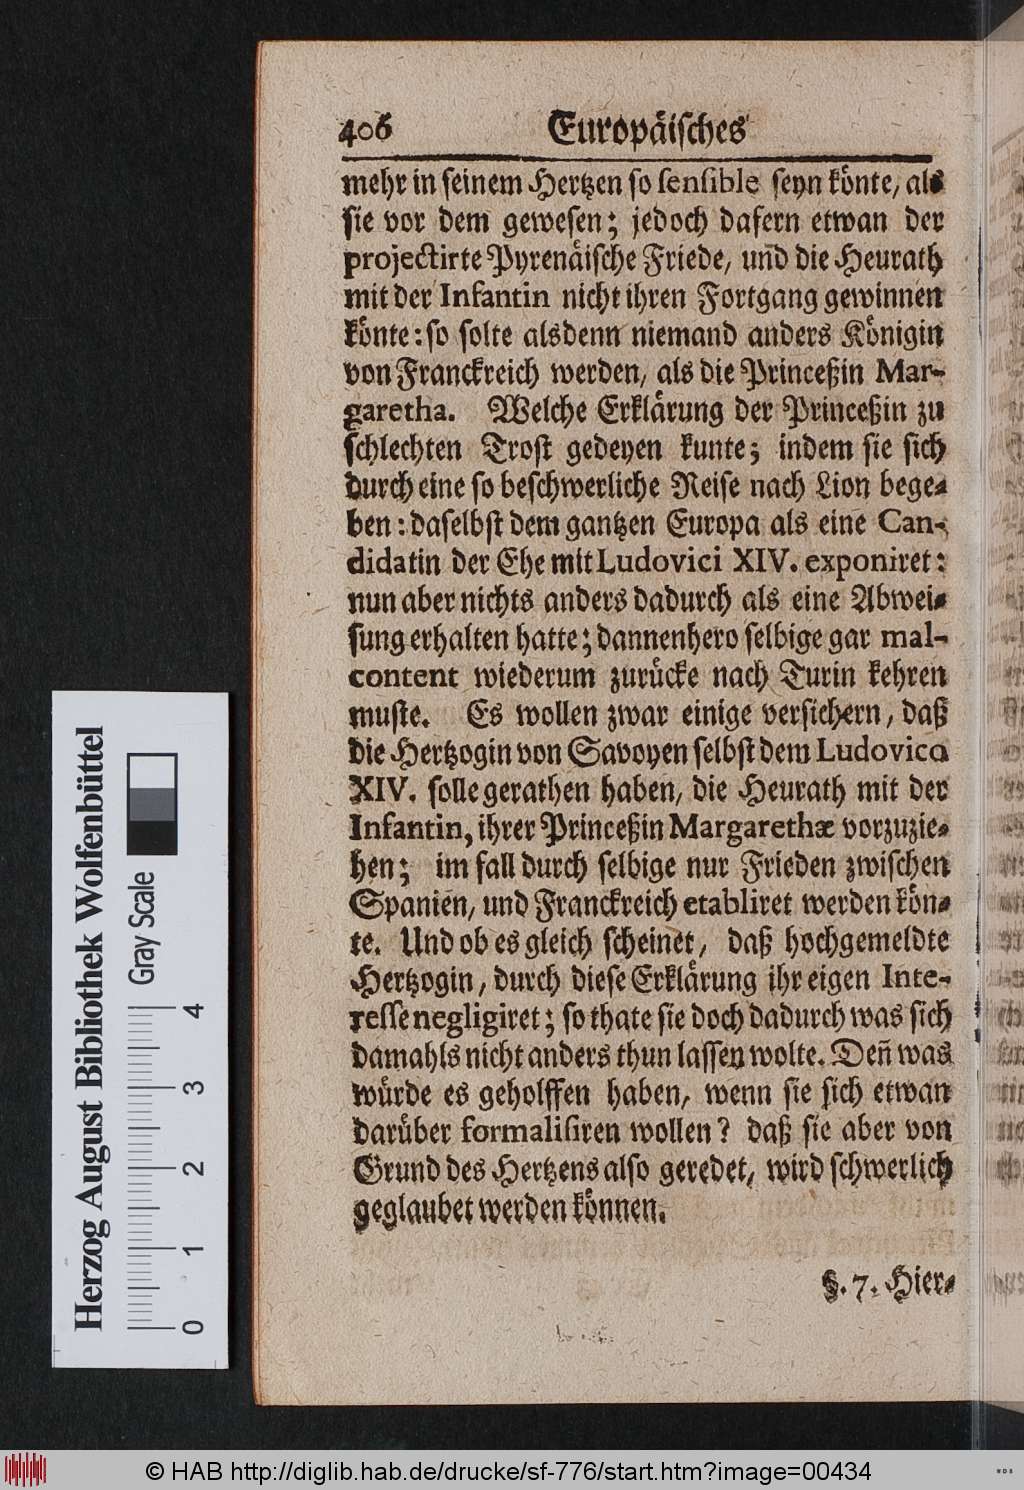 406 Europäisches
mehr in seinem Hertzen so sensible seyn könte, als
sie vor dem gewesen; jedoch dafern etwan der
projectirte Pyrenäische Friede, und die Heurath
mit der Infantin nicht ihren Fortgang gewinnen
könte: so solte alsdenn niemand anders Königin
von Franckreich werden, als die Princeßin Mar-
garetha. Welche Erklärung der Princeßin zu
schlechten Trost gedeyen kunte; indem sie sich
durch eine so beschwerliche Reise nach Lion bege-
ben: daselbst dem gantzen Europa als eine Can-
didatin der Ehe mit Ludovici XIV. exponiret:
nun aber nichts anders dadurch als eine Abwei-
sung erhalten hatte; dannenhero selbige gar mal-
content wiederum zurücke nach Turin kehren
muste. Es wollen zwar einige versichern, daß
die Hertzogin von Savoyen selbst dem Ludovico
XIV. solle gerathen haben, die Heurath mit der
Infantin, ihrer Princeßin Margarethæ vorzuzie-
hen; im fall durch selbige nur Frieden zwischen
Spanien, und Franckreich etabliret werden kön-
te. Und ob es gleich scheinet, daß hochgemeldte
Hertzogin, durch diese Erklärung ihr eigen Inte-
resse negligiret; so thate sie doch dadurch was sich
damahls nicht anders thun lassen wolte. Deñ was
würde es geholffen haben, wenn sie sich etwan
darüber formalisiren wollen? daß sie aber von
Grund des Hertzens also geredet, wird schwerlich
geglaubet werden können.
§. 7. Hier-
Herzog August Bibliothek Wolfenbüttel
Gray Scale
0 1 2 3 4
© HAB http://diglib.hab.de/drucke/sf-776/start.htm?image=00434